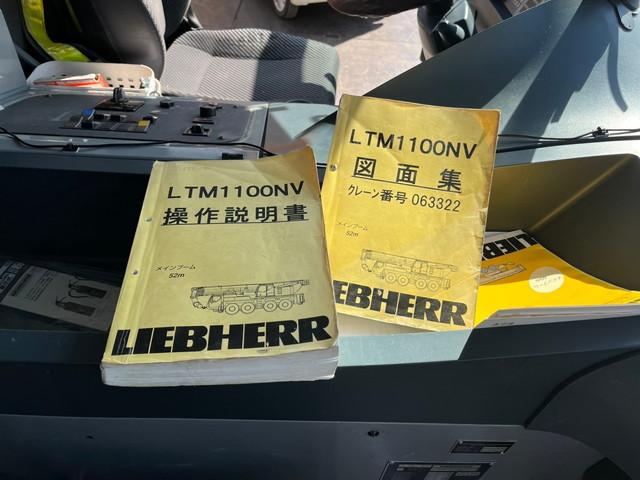 LTM1100NV
操作説明書
メインブーム
52m
LIEBHERR
LTM1100NV
図面集
クレーン番号 063322
メインブーム
52m
EBHERR
LIEBHERR